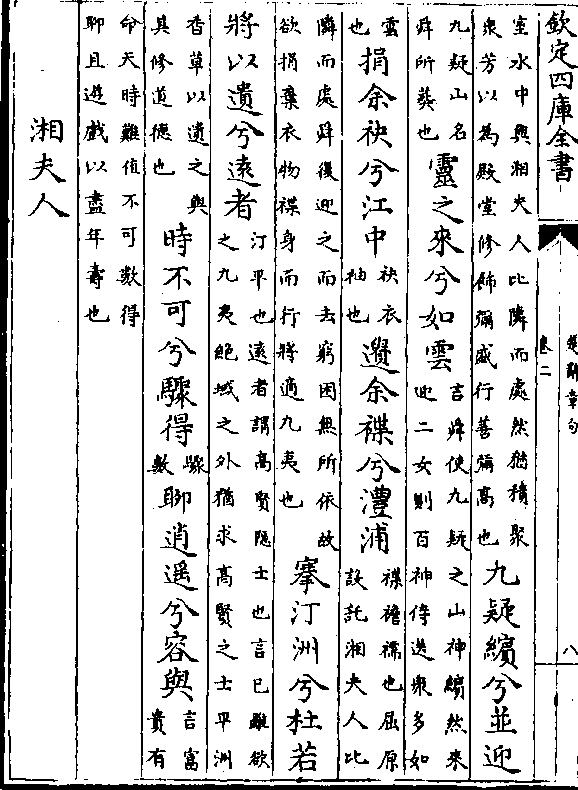 欽定四庫全書
楚辭章句
卷二
八
室水中與湘夫人比隣而處然猶積聚衆芳以為殿堂修飾彌盛行善彌高也九疑繽兮並迎
九疑山名舜所葬也靈之來兮如雲言舜使九疑之山神繽然來迎二女則百神侍送衆多如
雲也捐余袂兮江中袂衣袖也遺余褋兮澧浦褋襜襦也屈原設託湘夫人比
隣而處舜復迎之而去窮困無所依故欲捐棄衣物裸身而行將適九夷也搴汀洲兮杜若
將以遺兮遠者汀平也遠者謂高賢隠士也言己雖欲之九夷絶域之外猶求高賢之士平洲
香草以遺之與共修道德也時不可兮驟得驟數聊逍遥兮容與言富貴有
命天時難值不可數得聊且遊戲以盡年壽也
湘夫人